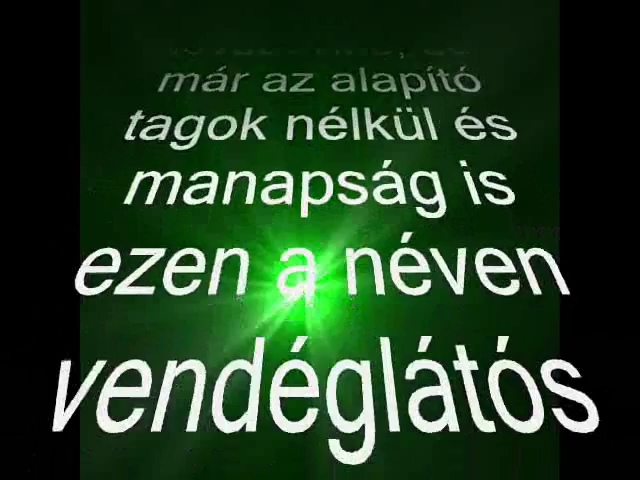 már az alapító
tagok nélkül és
manapság is
ezen a néven
vendéglátós